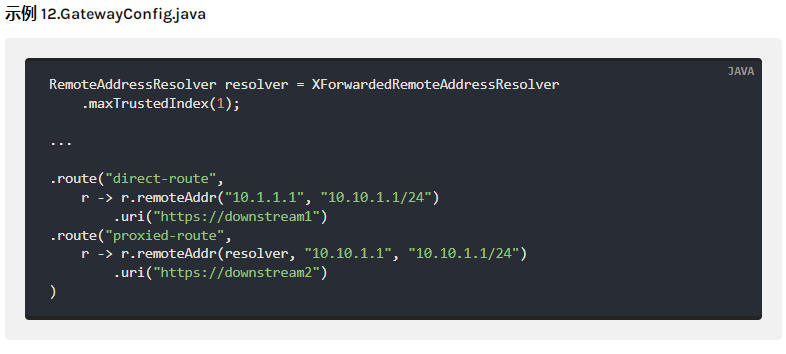 示例 12.GatewayConfig.java
JAVA
RemoteAddressResolver resolver = XForwardedRemoteAddressResolver
    .maxTrustedIndex(1);

...

.route("direct-route",
    r -> r.remoteAddr("10.1.1.1", "10.10.1.1/24")
        .uri("https://downstream1")
.route("proxied-route",
    r -> r.remoteAddr(resolver, "10.10.1.1", "10.10.1.1/24")
        .uri("https://downstream2")
)